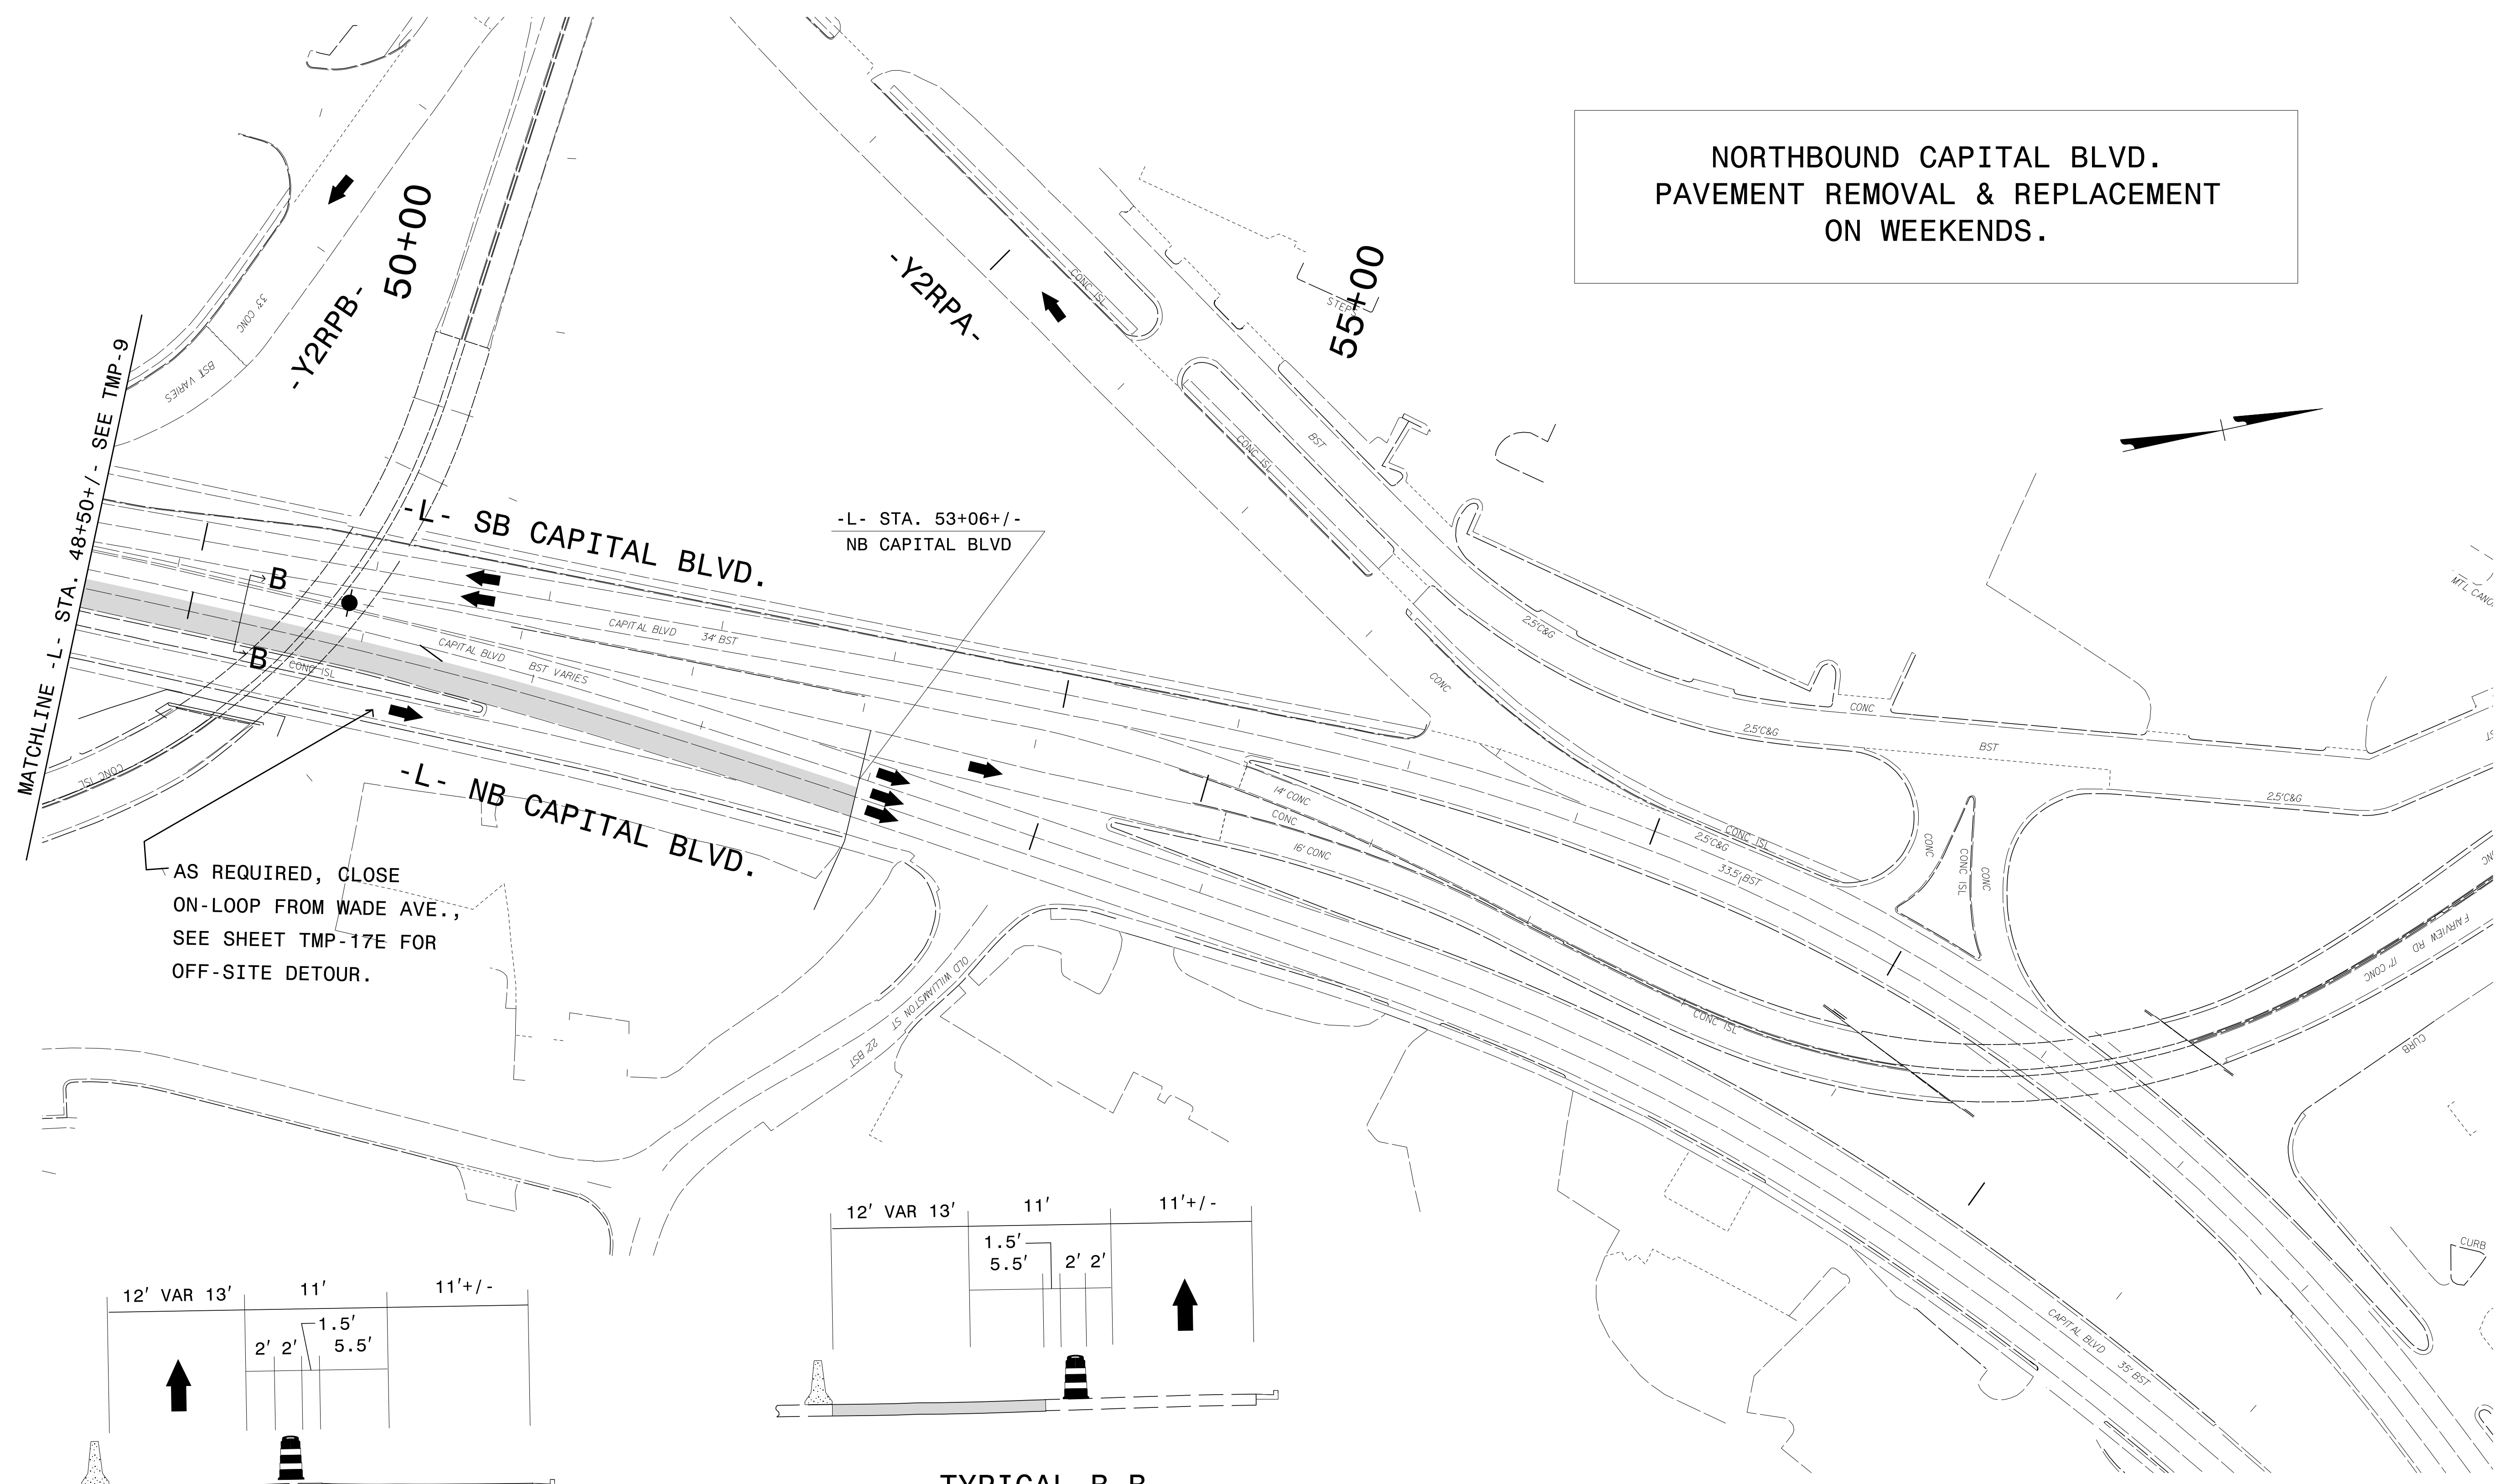 NORTHBOUND CAPITAL BLVD.
PAVEMENT REMOVAL & REPLACEMENT
ON WEEKENDS.
50+00
-Y2RPB-
33' CONC
BST VARIES
-Y2RPA-
CONC ISL
STEPS
55+00
CONC ISL
BST
MATCHLINE -L- STA. 48+50+/- SEE TMP-9
-L- SB CAPITAL BLVD.
-L- STA. 53+06+/-
NB CAPITAL BLVD
B
B
CAPITAL BLVD 34' BST
CAPITAL BLVD BST VARIES
CONC ISL
CONC ISL
-L- NB CAPITAL BLVD.
AS REQUIRED, CLOSE
ON-LOOP FROM WADE AVE.,
SEE SHEET TMP-17E FOR
OFF-SITE DETOUR.
2.5'C&G
CONC
2.5'C&G
CONC
BST
2.5'C&G
14' CONC
CONC
16' CONC
CONC ISL
2.5'C&G
33.5' BST
CONC
CONC ISL
CONC
FAIRVIEW RD 17' CONC
CURB
CONC ISL
OLD WILLIAMSTON ST
22' BST
CURB
CAPITAL BLVD 35' BST
12' VAR 13' 11' 11'+/-
1.5'
2' 2' 5.5'
12' VAR 13' 11' 11'+/-
1.5'
5.5' 2' 2'
TYPICAL B-B